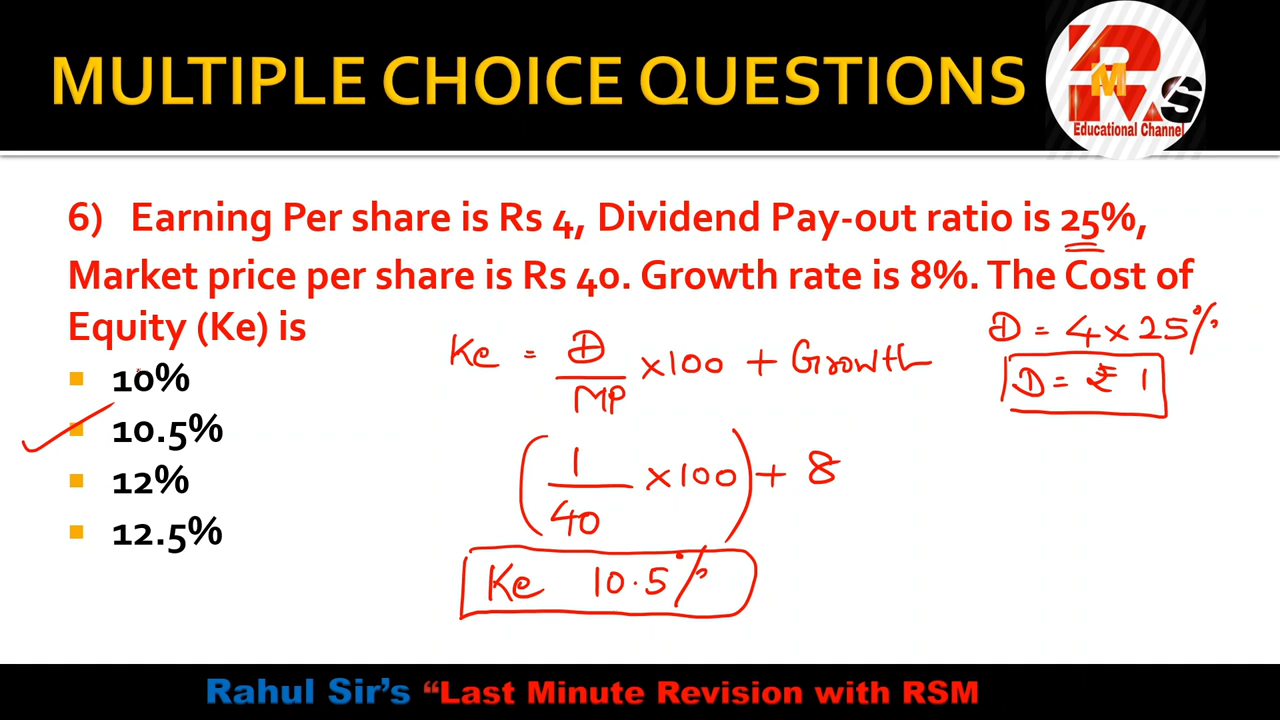 MULTIPLE CHOICE QUESTIONS
RMS
Educational Channel
6) Earning Per share is Rs 4, Dividend Pay-out ratio is 25%,
Market price per share is Rs 40. Growth rate is 8%. The Cost of
Equity (Ke) is
10%
10.5%
12%
12.5%
Ke = D/MP ×100 + Growth
(1/40 ×100) + 8
Ke 10.5%
D = 4×25%
D = ₹ 1
Rahul Sir’s “Last Minute Revision with RSM